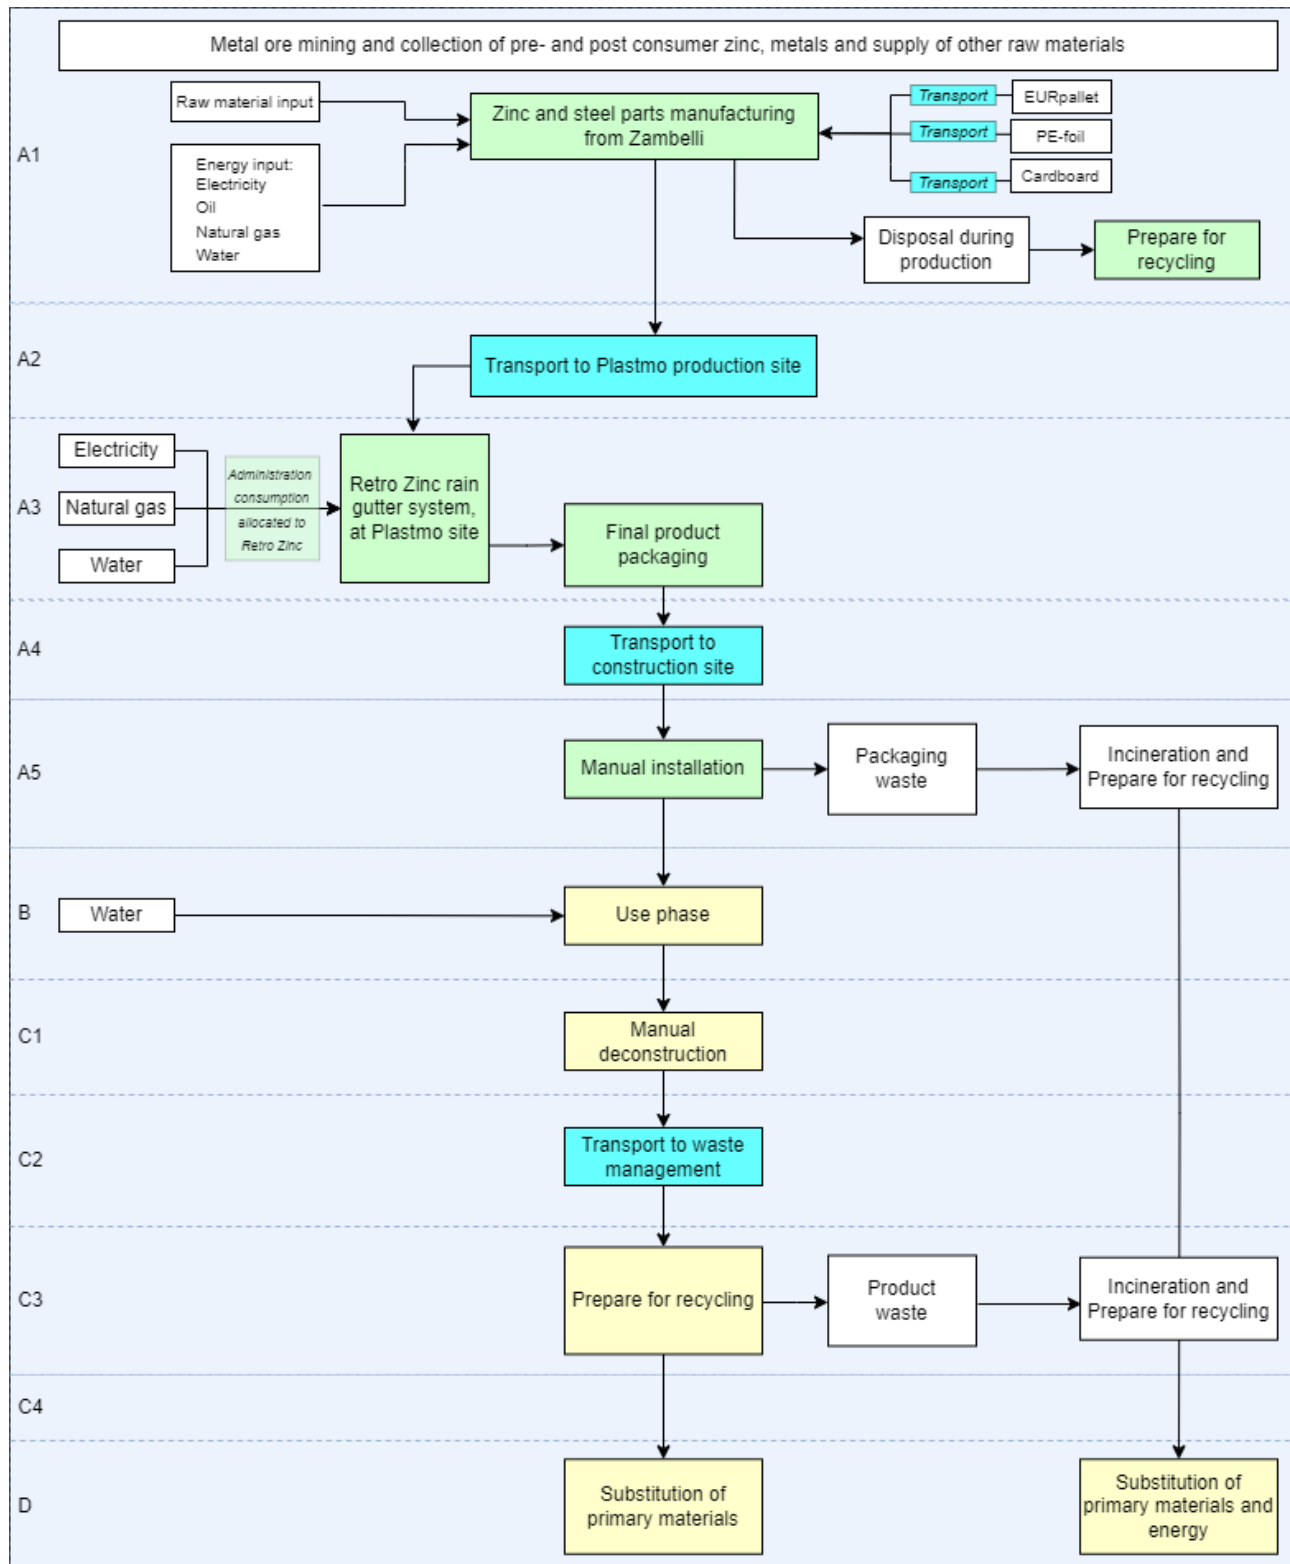 Metal ore mining and collection of pre- and post consumer zinc, metals and supply of other raw materials
A1
Raw material input
Energy input:
Electricity
Oil
Natural gas
Water
Zinc and steel parts manufacturing
from Zambelli
Transport
EURpallet
Transport
PE-foil
Transport
Cardboard
Disposal during
production
Prepare for
recycling
A2
Transport to Plastmo production site
A3
Electricity
Natural gas
Water
Administration
consumption
allocated to
Retro Zinc
Retro Zinc rain
gutter system,
at Plastmo site
Final product
packaging
A4
Transport to
construction site
A5
Manual installation
Packaging
waste
Incineration and
Prepare for recycling
B
Water
Use phase
C1
Manual
deconstruction
C2
Transport to waste
management
C3
Prepare for recycling
Product
waste
Incineration and
Prepare for recycling
C4
D
Substitution of
primary materials
Substitution of
primary materials and
energy